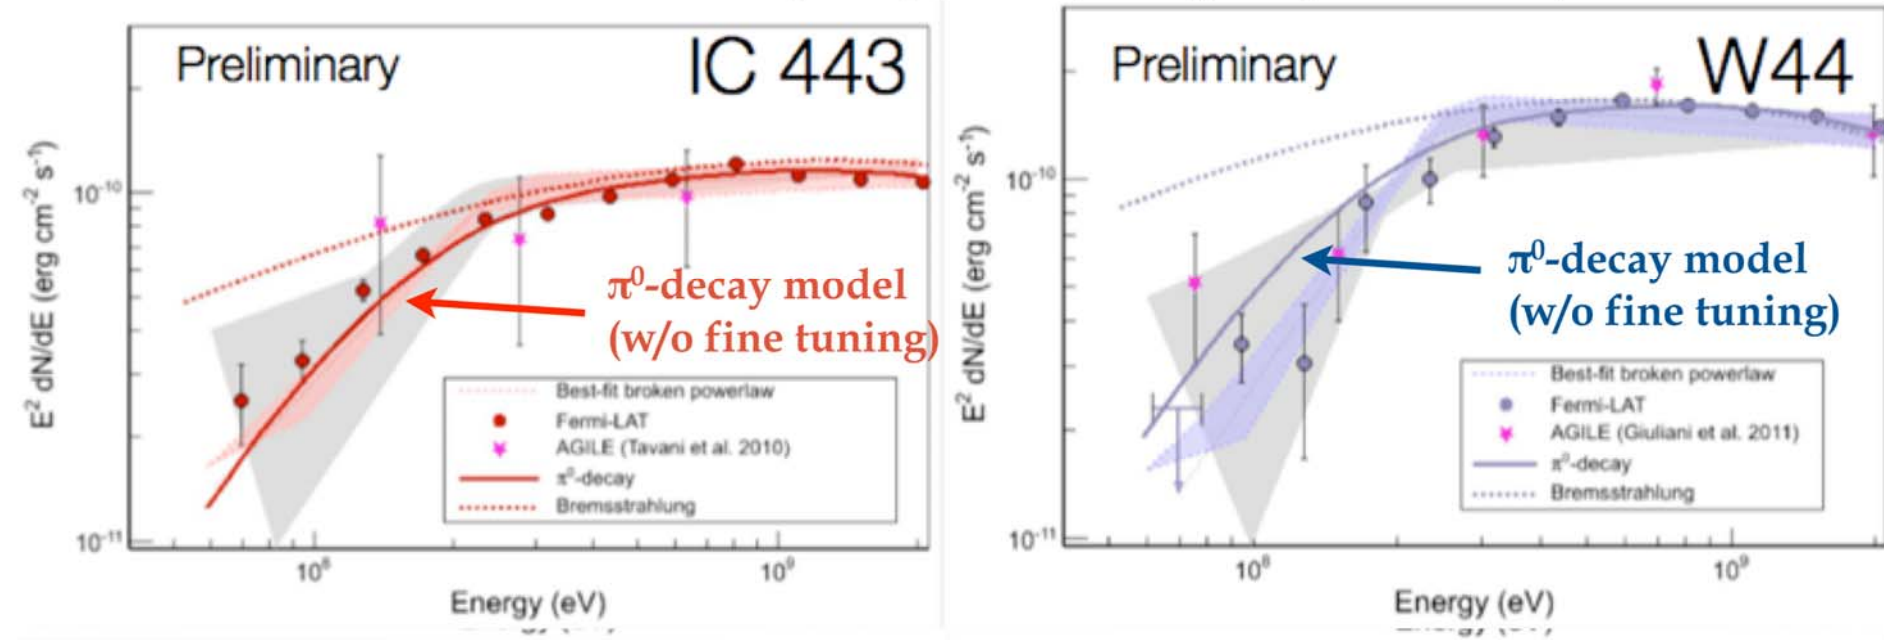 Preliminary
IC 443
E² dN/dE (erg cm⁻² s⁻¹)
10⁻¹⁰
10⁻¹¹
π⁰-decay model
(w/o fine tuning)
Best-fit broken powerlaw
Fermi-LAT
AGILE (Tavani et al. 2010)
π⁰-decay
Bremsstrahlung
10⁸
10⁹
Energy (eV)
Preliminary
W44
E² dN/dE (erg cm⁻² s⁻¹)
10⁻¹⁰
10⁻¹¹
π⁰-decay model
(w/o fine tuning)
Best-fit broken powerlaw
Fermi-LAT
AGILE (Giuliani et al. 2011)
π⁰-decay
Bremsstrahlung
10⁸
10⁹
Energy (eV)